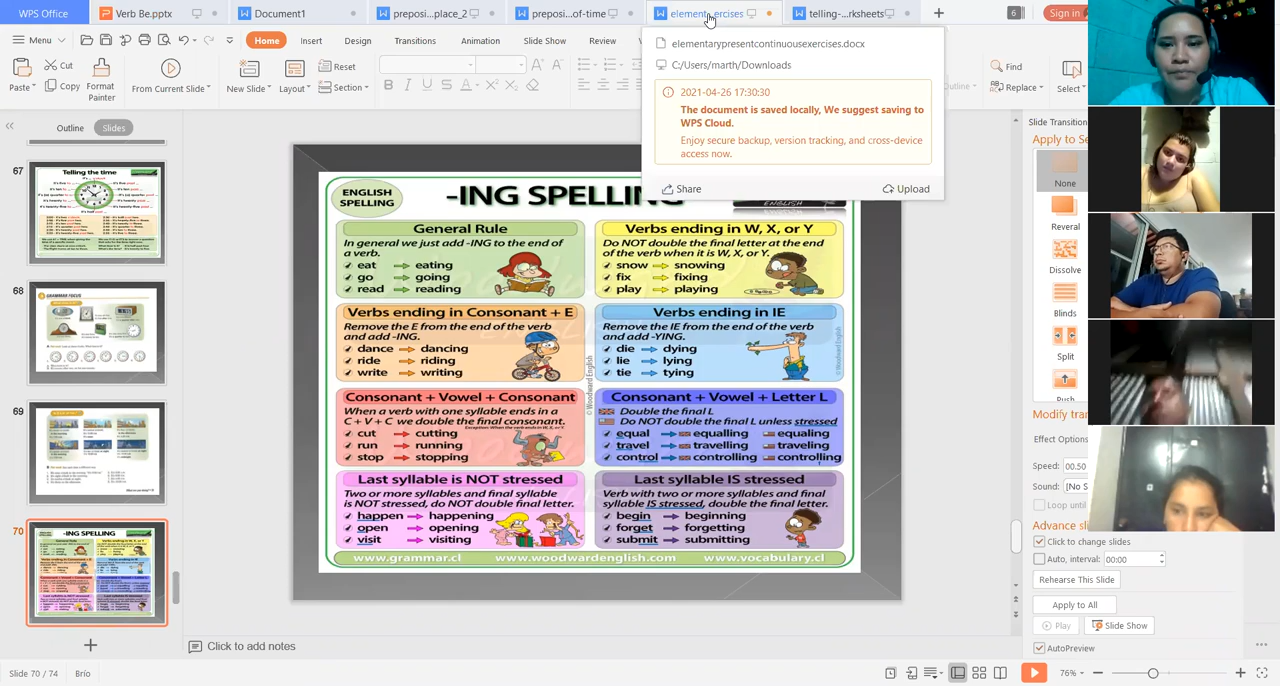 WPS Office
Verb Be.pptx
Document1
preposi...place_2
preposi...of-time
element...ercises
telling-...rksheets
6
Sign in
Menu
Home
Insert
Design
Transitions
Animation
Slide Show
Review
Paste
Cut
Copy
Format Painter
From Current Slide
New Slide
Layout
Reset
Section
Find
Replace
Select
elementarypresentcontinuousexercises.docx
C:/Users/marth/Downloads
2021-04-26 17:30:30
The document is saved locally, We suggest saving to
WPS Cloud.
Enjoy secure backup, version tracking, and cross-device
access now.
Share
Upload
Outline
Slides
67
Telling the time
68
GRAMMAR FOCUS
69
70
ENGLISH SPELLING
-ING SPELLING
ENGLISH
General Rule
In general we just add -ING to the end of
a verb.
eat eating
go going
read reading
Verbs ending in W, X, or Y
Do NOT double the final letter at the end
of the verb when it is W, X, or Y.
snow snowing
fix fixing
play playing
Verbs ending in Consonant + E
Remove the E from the end of the verb
and add -ING.
dance dancing
ride riding
write writing
Verbs ending in IE
Remove the IE from the end of the verb
and add -YING.
die dying
lie lying
tie tying
Consonant + Vowel + Consonant
When a verb with one syllable ends in a
C + V + C we double the final consonant.
cut cutting
run running
stop stopping
Consonant + Vowel + Letter L
Double the final L
Do NOT double the final L unless stressed
equal equalling equaling
travel travelling traveling
control controlling controlling
Last syllable is NOT stressed
Two or more syllables and final syllable
is NOT stressed, do NOT double final letter.
happen happening
open opening
visit visiting
Last syllable IS stressed
Verb with two or more syllables and final
syllable IS stressed, double the final letter.
begin beginning
forget forgetting
submit submitting
© Woodward English
www.grammar.cl www.woodwardenglish.com www.vocabulary.cl
Slide Transition
Apply to Se
None
Reveral
Dissolve
Blinds
Split
Push
Modify tran
Effect Options
Speed: 00.50
Sound: [No S
Loop until
Advance slid
Click to change slides
Auto, interval: 00:00
Rehearse This Slide
Apply to All
Play
Slide Show
AutoPreview
Click to add notes
Slide 70 / 74
Brío
76%